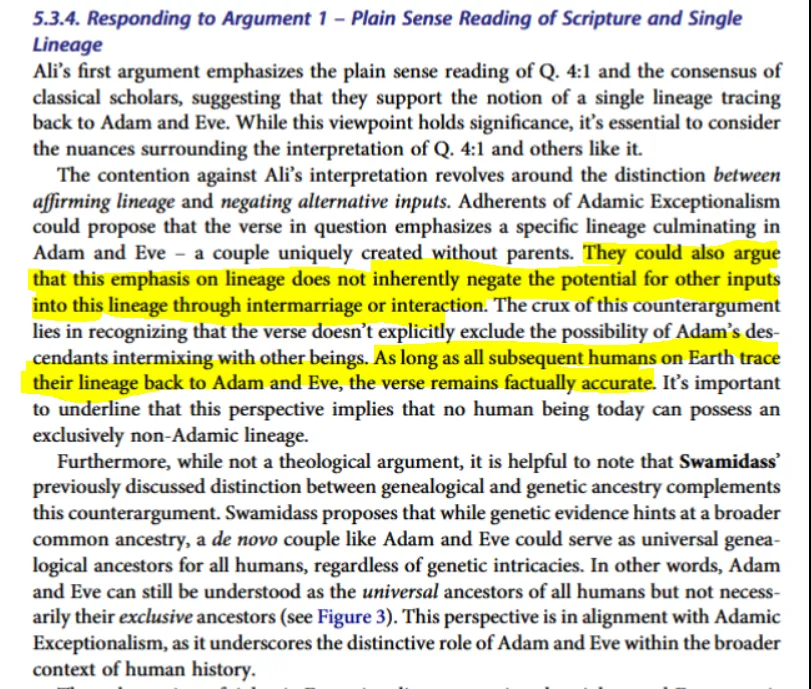 5.3.4. Responding to Argument 1 – Plain Sense Reading of Scripture and Single
Lineage
Ali's first argument emphasizes the plain sense reading of Q. 4:1 and the consensus of
classical scholars, suggesting that they support the notion of a single lineage tracing
back to Adam and Eve. While this viewpoint holds significance, it's essential to consider
the nuances surrounding the interpretation of Q. 4:1 and others like it.
The contention against Ali's interpretation revolves around the distinction between
affirming lineage and negating alternative inputs. Adherents of Adamic Exceptionalism
could propose that the verse in question emphasizes a specific lineage culminating in
Adam and Eve – a couple uniquely created without parents. They could also argue
that this emphasis on lineage does not inherently negate the potential for other inputs
into this lineage through intermarriage or interaction. The crux of this counterargument
lies in recognizing that the verse doesn't explicitly exclude the possibility of Adam's des-
cendants intermixing with other beings. As long as all subsequent humans on Earth trace
their lineage back to Adam and Eve, the verse remains factually accurate. It's important
to underline that this perspective implies that no human being today can possess an
exclusively non-Adamic lineage.
Furthermore, while not a theological argument, it is helpful to note that Swamidass'
previously discussed distinction between genealogical and genetic ancestry complements
this counterargument. Swamidass proposes that while genetic evidence hints at a broader
common ancestry, a de novo couple like Adam and Eve could serve as universal genea-
logical ancestors for all humans, regardless of genetic intricacies. In other words, Adam
and Eve can still be understood as the universal ancestors of all humans but not necess-
arily their exclusive ancestors (see Figure 3). This perspective is in alignment with Adamic
Exceptionalism, as it underscores the distinctive role of Adam and Eve within the broader
context of human history.